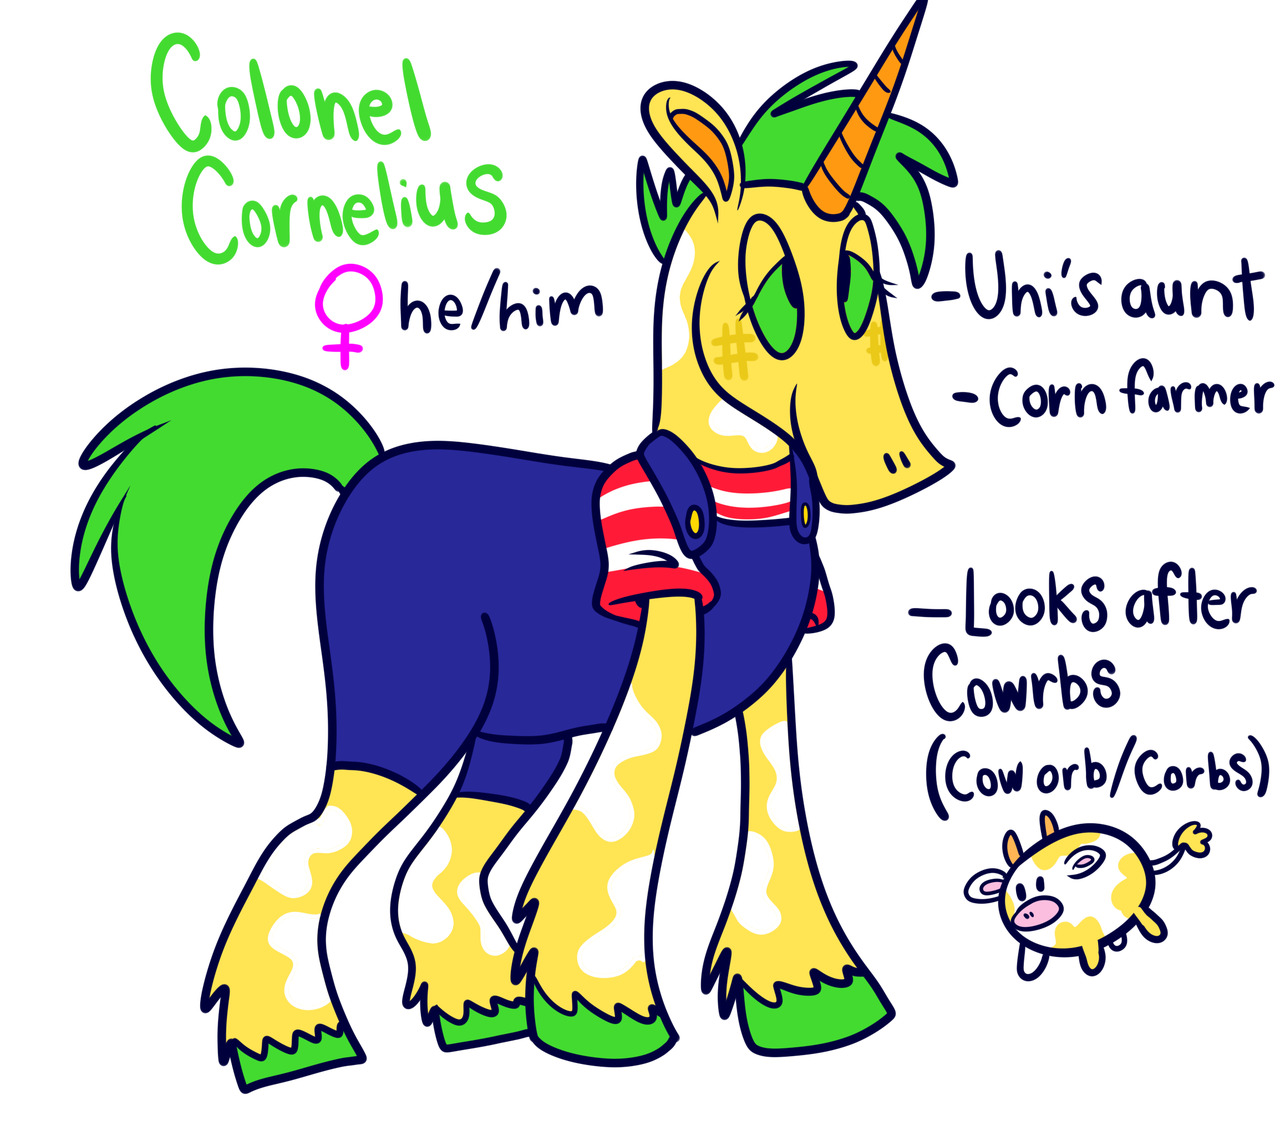 Colonel
Cornelius
♀ he/him
-Uni's aunt
-Corn farmer
-Looks after
Cowrbs
(Cow orb/Corbs)